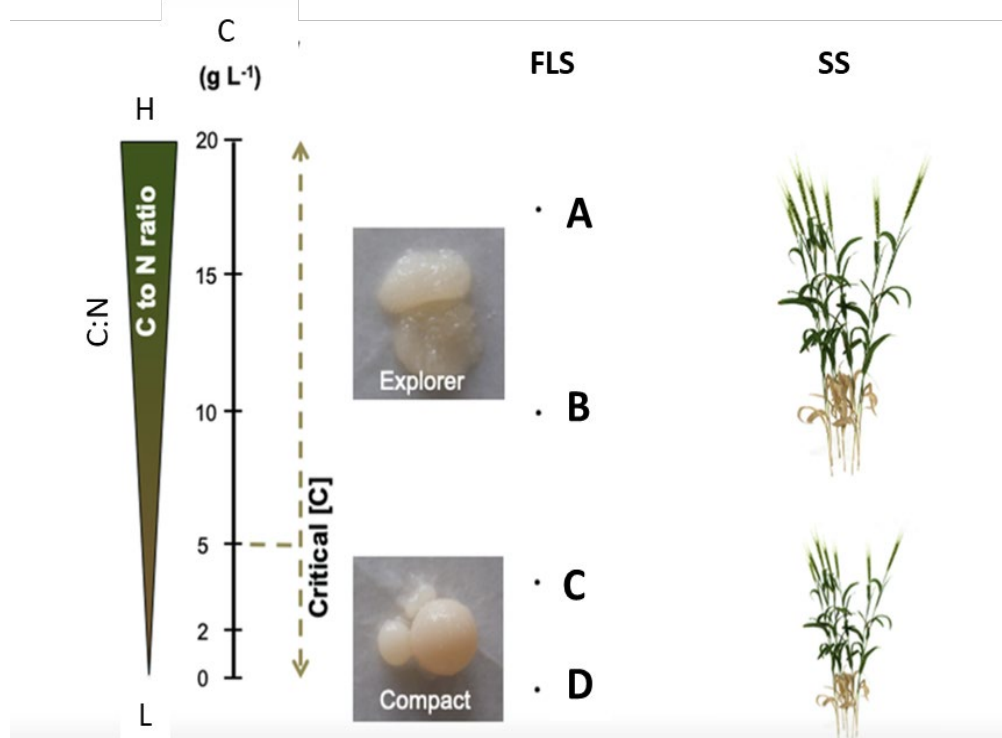 C
(g L-1)
FLS
SS
H
20
C to N ratio
C:N
15
10
5
2
0
Critical [C]
L
Explorer
A
B
Compact
C
D